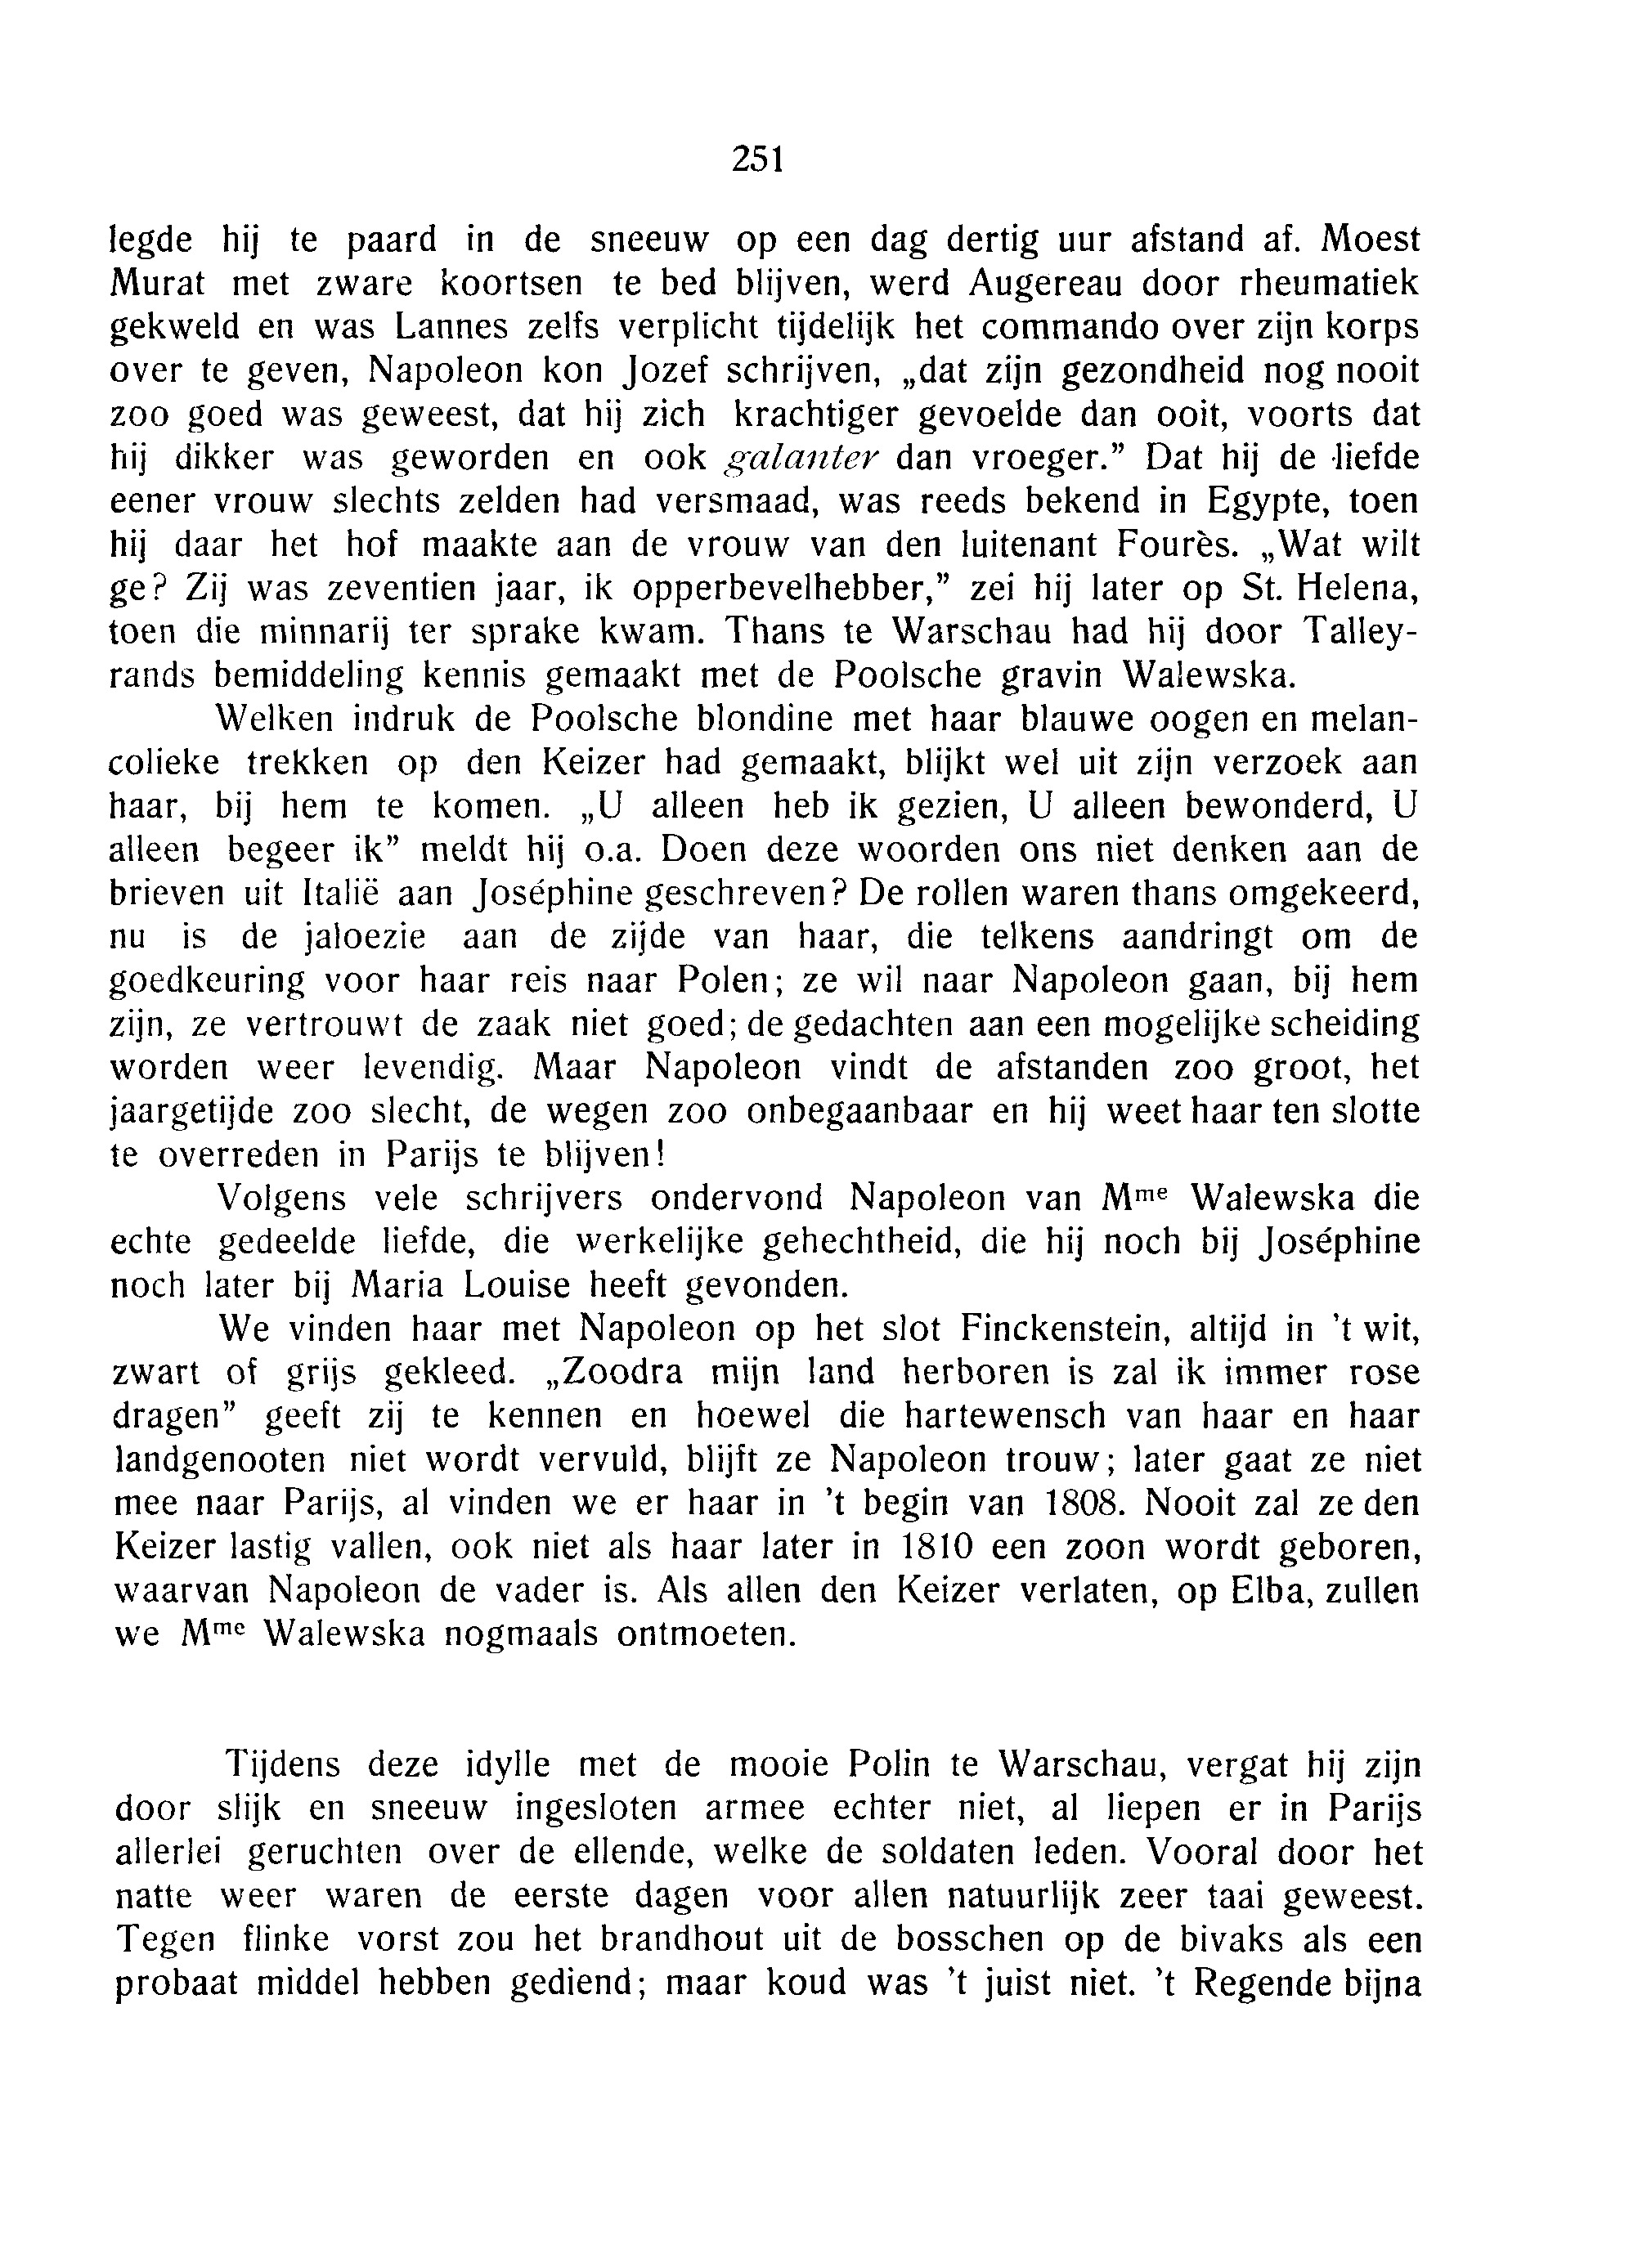 251
legde hij te paard in de sneeuw op een dag dertig uur afstand af. Moest
Murat met zware koortsen te bed blijven, werd Augereau door rheumatiek
gekweld en was Lannes zelfs verplicht tijdelijk het commando over zijn korps
over te geven, Napoleon kon Jozef schrijven, „dat zijn gezondheid nog nooit
zoo goed was geweest, dat hij zich krachtiger gevoelde dan ooit, voorts dat
hij dikker was geworden en ook galanter dan vroeger.” Dat hij de liefde
eener vrouw slechts zelden had versmaad, was reeds bekend in Egypte, toen
hij daar het hof maakte aan de vrouw van den luitenant Fourès. „Wat wilt
ge? Zij was zeventien jaar, ik opperbevelhebber,” zei hij later op St. Helena,
toen die minnarij ter sprake kwam. Thans te Warschau had hij door Talley-
rands bemiddeling kennis gemaakt met de Poolsche gravin Walewska.
Welken indruk de Poolsche blondine met haar blauwe oogen en melan-
colieke trekken op den Keizer had gemaakt, blijkt wel uit zijn verzoek aan
haar, bij hem te komen. „U alleen heb ik gezien, U alleen bewonderd, U
alleen begeer ik” meldt hij o.a. Doen deze woorden ons niet denken aan de
brieven uit Italië aan Joséphine geschreven? De rollen waren thans omgekeerd,
nu is de jaloezie aan de zijde van haar, die telkens aandringt om de
goedkeuring voor haar reis naar Polen; ze wil naar Napoleon gaan, bij hem
zijn, ze vertrouwt de zaak niet goed; de gedachten aan een mogelijke scheiding
worden weer levendig. Maar Napoleon vindt de afstanden zoo groot, het
jaargetijde zoo slecht, de wegen zoo onbegaanbaar en hij weet haar ten slotte
te overreden in Parijs te blijven!
Volgens vele schrijvers ondervond Napoleon van Mme Walewska die
echte gedeelde liefde, die werkelijke gehechtheid, die hij noch bij Joséphine
noch later bij Maria Louise heeft gevonden.
We vinden haar met Napoleon op het slot Finckenstein, altijd in ’t wit,
zwart of grijs gekleed. „Zoodra mijn land herboren is zal ik immer rose
dragen” geeft zij te kennen en hoewel die hartewensch van haar en haar
landgenooten niet wordt vervuld, blijft ze Napoleon trouw; later gaat ze niet
mee naar Parijs, al vinden we er haar in ’t begin van 1808. Nooit zal ze den
Keizer lastig vallen, ook niet als haar later in 1810 een zoon wordt geboren,
waarvan Napoleon de vader is. Als allen den Keizer verlaten, op Elba, zullen
we Mme Walewska nogmaals ontmoeten.
Tijdens deze idylle met de mooie Polin te Warschau, vergat hij zijn
door slijk en sneeuw ingesloten armee echter niet, al liepen er in Parijs
allerlei geruchten over de ellende, welke de soldaten leden. Vooral door het
natte weer waren de eerste dagen voor allen natuurlijk zeer taai geweest.
Tegen flinke vorst zou het brandhout uit de bosschen op de bivaks als een
probaat middel hebben gediend; maar koud was ’t juist niet. ’t Regende bijna